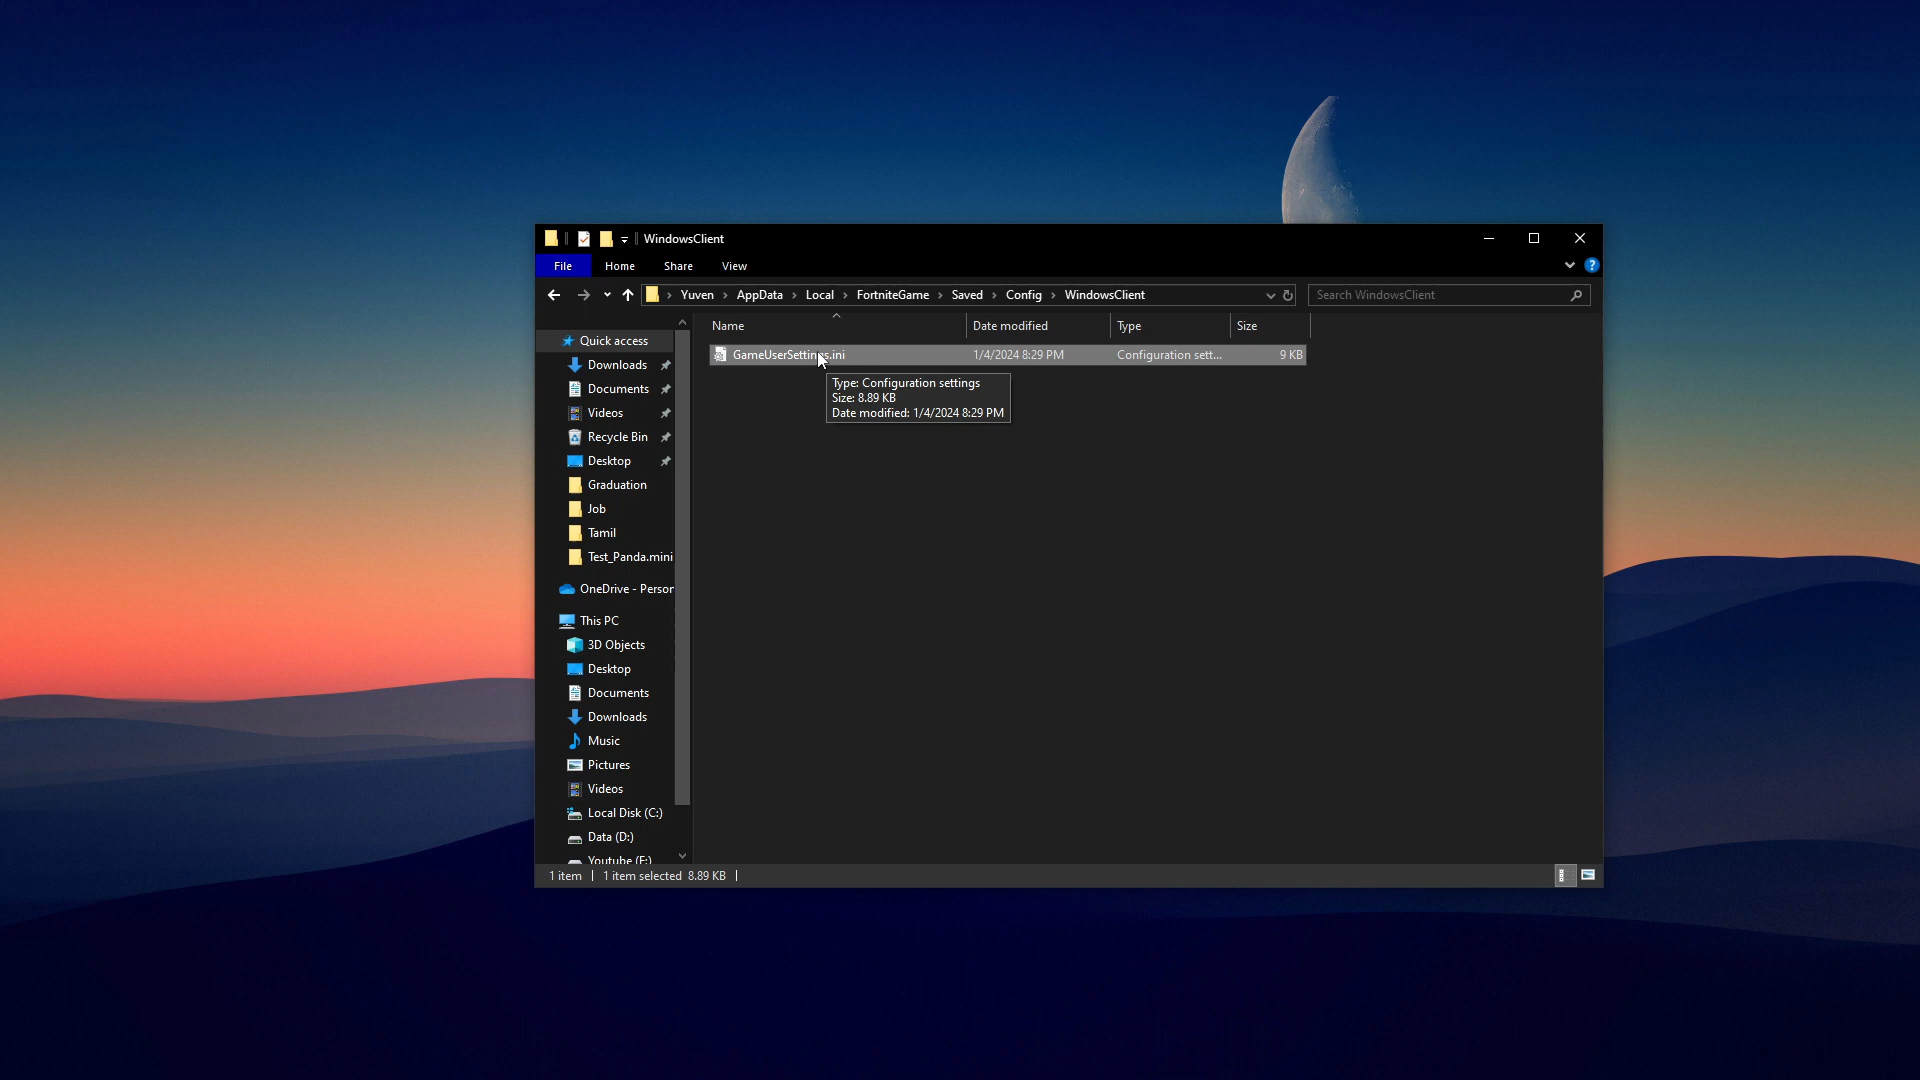 WindowsClient
File Home Share View
Yuven AppData Local FortniteGame Saved Config WindowsClient
Search WindowsClient
Name Date modified Type Size
GameUserSettings.ini 1/4/2024 8:29 PM Configuration sett... 9 KB
Type: Configuration settings
Size: 8.89 KB
Date modified: 1/4/2024 8:29 PM
Quick access
Downloads
Documents
Videos
Recycle Bin
Desktop
Graduation
Job
Tamil
Test_Panda.mini
OneDrive - Person
This PC
3D Objects
Desktop
Documents
Downloads
Music
Pictures
Videos
Local Disk (C:)
Data (D:)
Youtube (F:)
1 item 1 item selected 8.89 KB